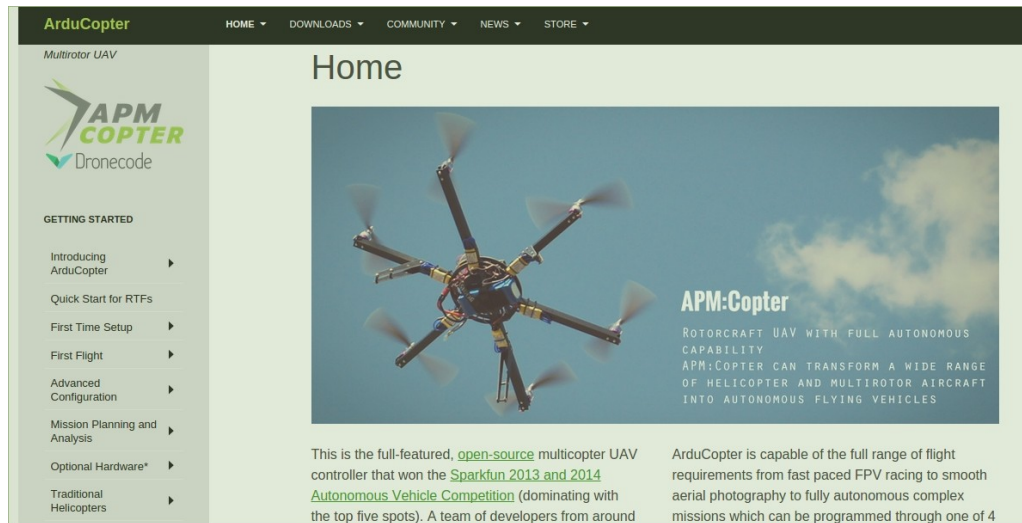 ArduCopter
HOME DOWNLOADS COMMUNITY NEWS STORE
Multirotor UAV
APM
COPTER
Dronecode
GETTING STARTED
Introducing
ArduCopter
Quick Start for RTFs
First Time Setup
First Flight
Advanced
Configuration
Mission Planning and
Analysis
Optional Hardware*
Traditional
Helicopters
Home
APM:Copter
Rotorcraft UAV with full autonomous
capability
APM:Copter can transform a wide range
of helicopter and multirotor aircraft
into autonomous flying vehicles
This is the full-featured, open-source multicopter UAV
controller that won the Sparkfun 2013 and 2014
Autonomous Vehicle Competition (dominating with
the top five spots). A team of developers from around
ArduCopter is capable of the full range of flight
requirements from fast paced FPV racing to smooth
aerial photography to fully autonomous complex
missions which can be programmed through one of 4